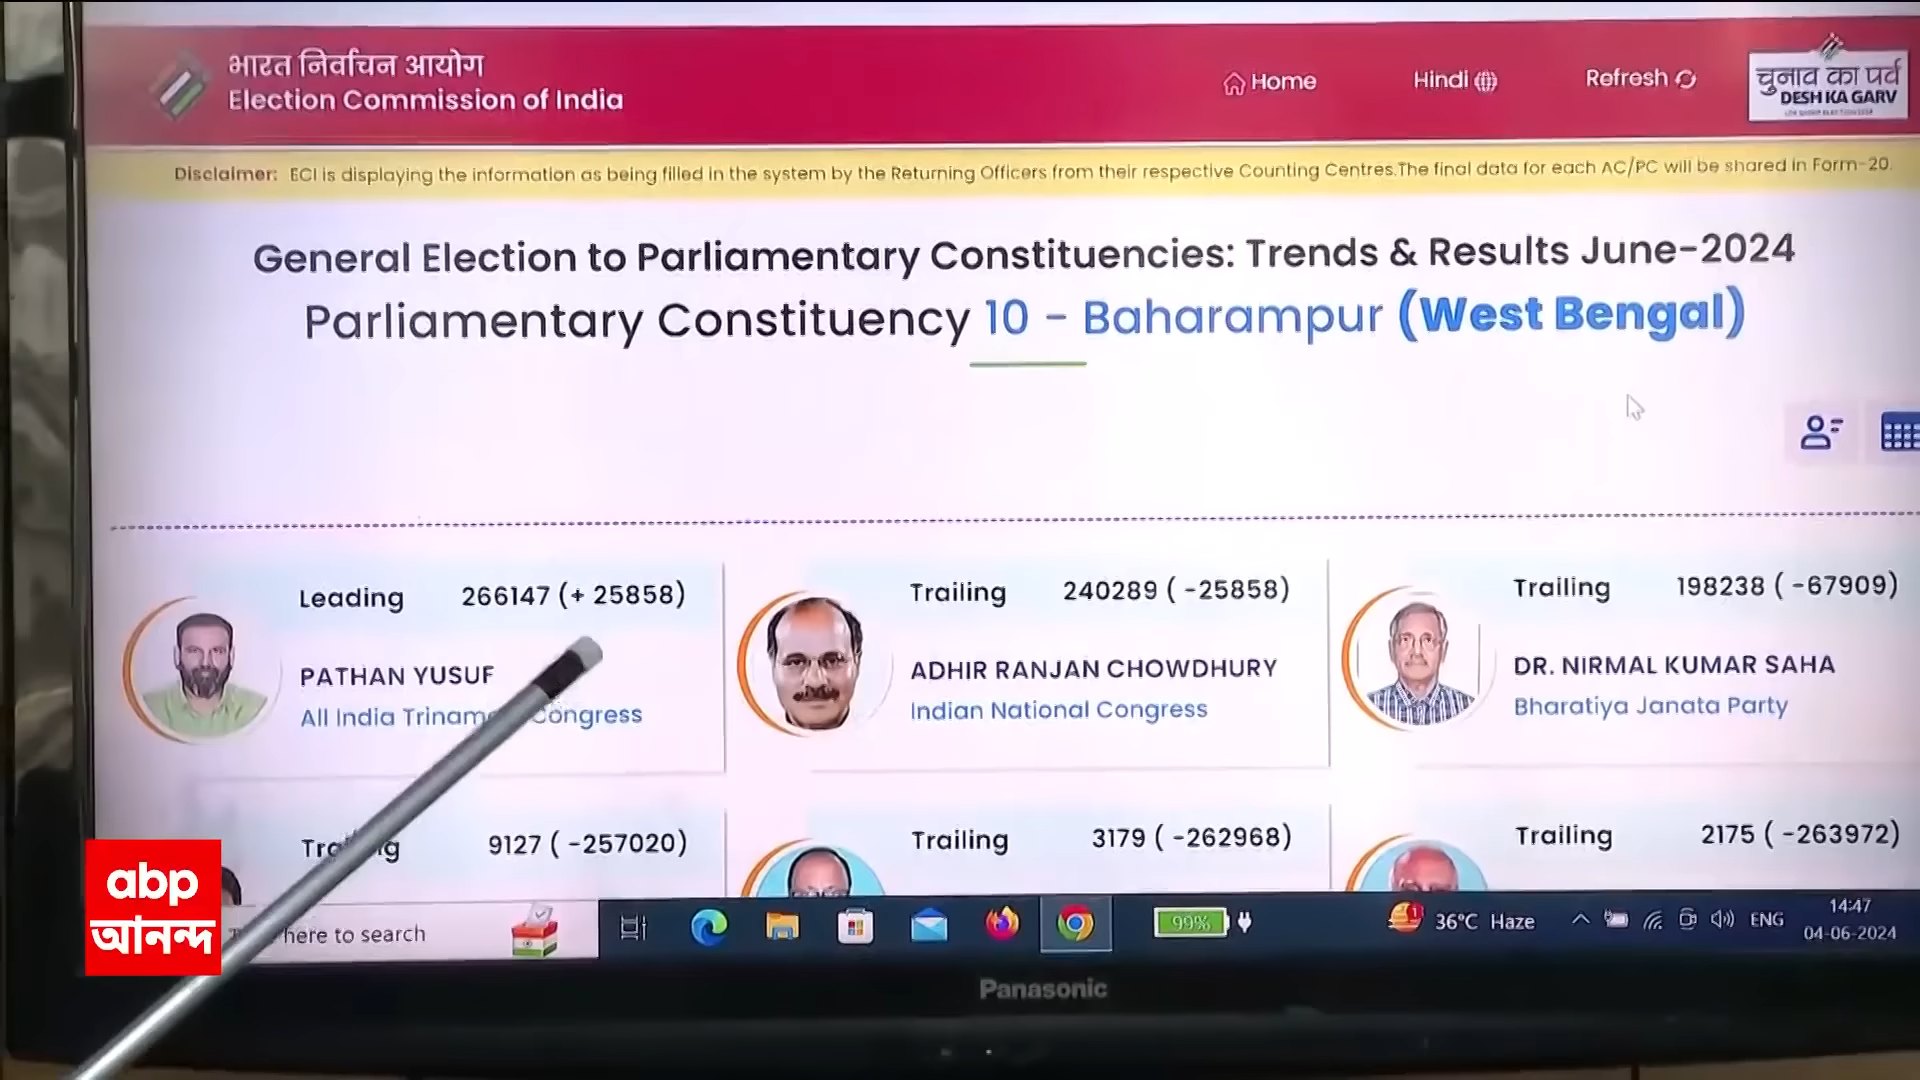 भारत निर्वाचन आयोग
Election Commission of India
Home
Hindi
Refresh
चुनाव का पर्व
DESH KA GARV
Disclaimer: ECI is displaying the information as being filled in the system by the Returning Officers from their respective Counting Centres.The final data for each AC/PC will be shared in Form-20.
General Election to Parliamentary Constituencies: Trends & Results June-2024
Parliamentary Constituency 10 - Baharampur (West Bengal)
Leading 266147 (+ 25858)
PATHAN YUSUF
All India Congress
Trailing 240289 ( -25858)
ADHIR RANJAN CHOWDHURY
Indian National Congress
Trailing 198238 ( -67909)
DR. NIRMAL KUMAR SAHA
Bharatiya Janata Party
9127 ( -257020)
Trailing 3179 ( -262968)
Trailing 2175 ( -263972)
abp
আনন্দ
here to search
99%
36°C Haze
ENG
14:47
04-06-2024
Panasonic